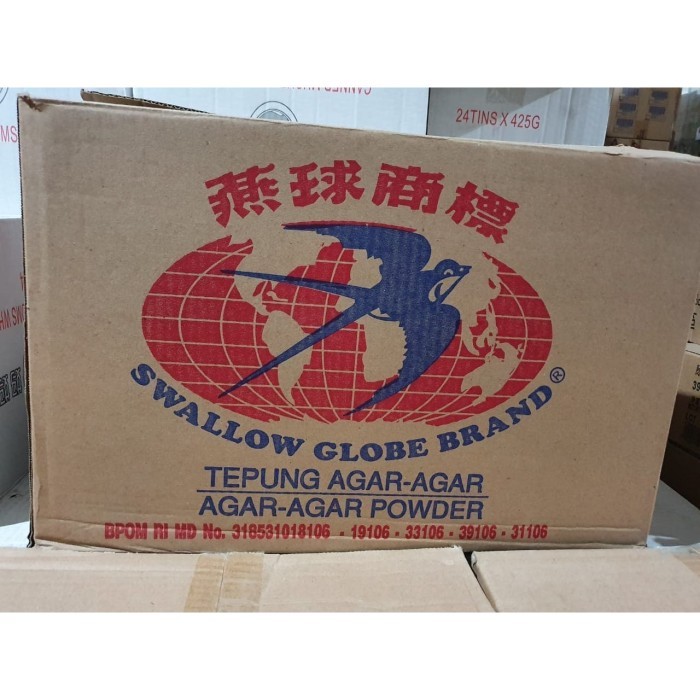 24TINS X 425G
燕球商標
SWALLOW GLOBE BRAND®
TEPUNG AGAR-AGAR
AGAR-AGAR POWDER
BPOM RI MD No. 318531018106 - 19106 - 33106 - 39106 - 31106